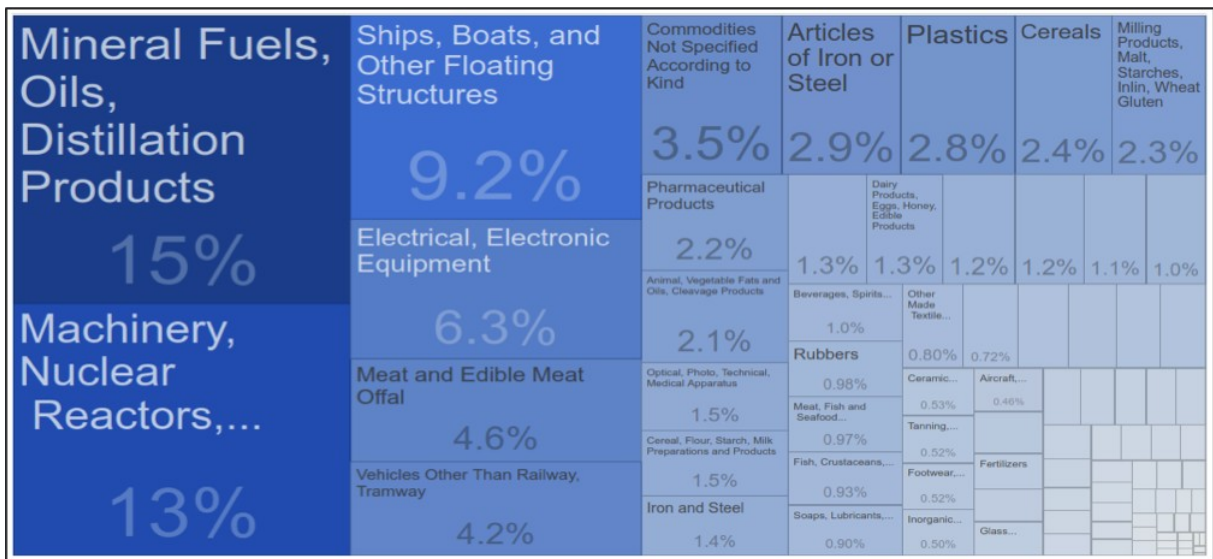 Mineral Fuels,
Oils,
Distillation
Products
15%
Machinery,
Nuclear
Reactors,...
13%
Ships, Boats, and
Other Floating
Structures
9.2%
Electrical, Electronic
Equipment
6.3%
Meat and Edible Meat
Offal
4.6%
Vehicles Other Than Railway,
Tramway
4.2%
Commodities
Not Specified
According to
Kind
3.5%
Articles
of Iron or
Steel
2.9%
Plastics
2.8%
Cereals
2.4%
Milling
Products,
Malt,
Starches,
Inlin, Wheat
Gluten
2.3%
Pharmaceutical
Products
2.2%
Animal, Vegetable Fats and
Oils, Cleavage Products
2.1%
Optical, Photo, Technical,
Medical Apparatus
1.5%
Cereal, Flour, Starch, Milk
Preparations and Products
1.5%
Iron and Steel
1.4%
1.3%
Dairy
Products,
Eggs, Honey,
Edible
Products
1.3%
1.2%
1.2%
1.1%
1.0%
Beverages, Spirits...
1.0%
Rubbers
0.98%
Meat, Fish and
Seafood...
0.97%
Fish, Crustaceans,...
0.93%
Soaps, Lubricants,...
0.90%
Other
Made
Textile...
0.80%
0.72%
Ceramic...
0.53%
Aircraft,...
0.46%
Tanning,...
0.52%
Footwear,...
0.52%
Inorganic...
0.50%
Fertilizers
Glass...